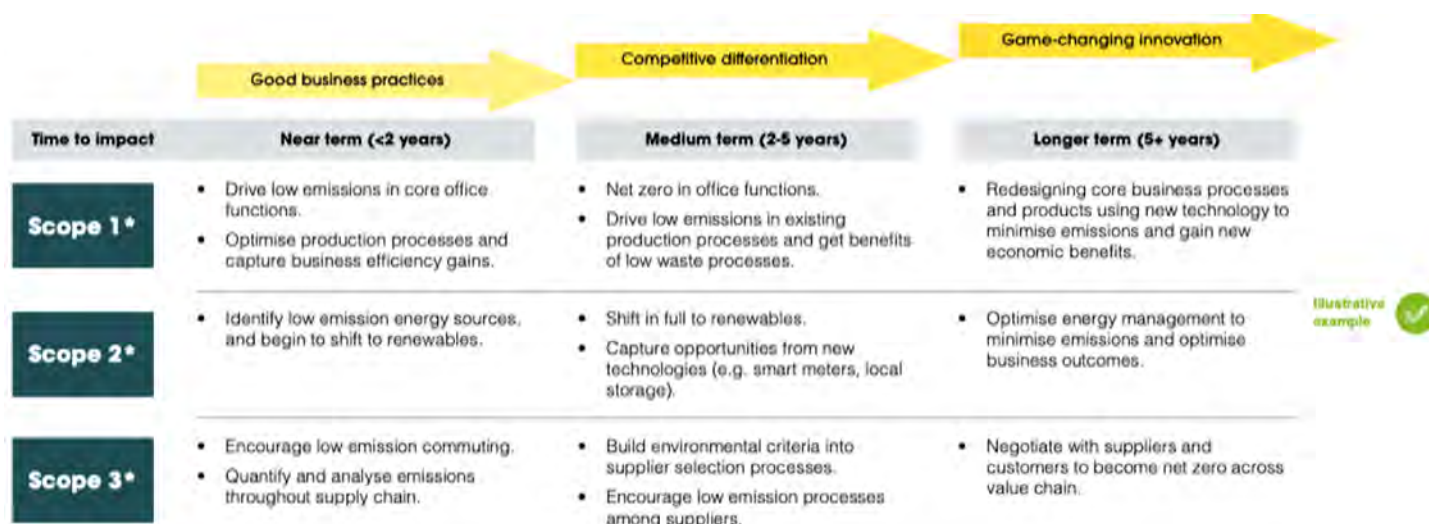 Good business practices
Competitive differentiation
Game-changing innovation
Time to impact
Near term (<2 years)
Medium term (2-5 years)
Longer term (5+ years)
Scope 1*
• Drive low emissions in core office
functions.
• Optimise production processes and
capture business efficiency gains.
• Net zero in office functions.
• Drive low emissions in existing
production processes and get benefits
of low waste processes.
• Redesigning core business processes
and products using new technology to
minimise emissions and gain new
economic benefits.
Illustrative
example
Scope 2*
• Identify low emission energy sources,
and begin to shift to renewables.
• Shift in full to renewables.
• Capture opportunities from new
technologies (e.g. smart meters, local
storage).
• Optimise energy management to
minimise emissions and optimise
business outcomes.
Scope 3*
• Encourage low emission commuting.
• Quantify and analyse emissions
throughout supply chain.
• Build environmental criteria into
supplier selection processes.
• Encourage low emission processes
among suppliers.
• Negotiate with suppliers and
customers to become net zero across
value chain.